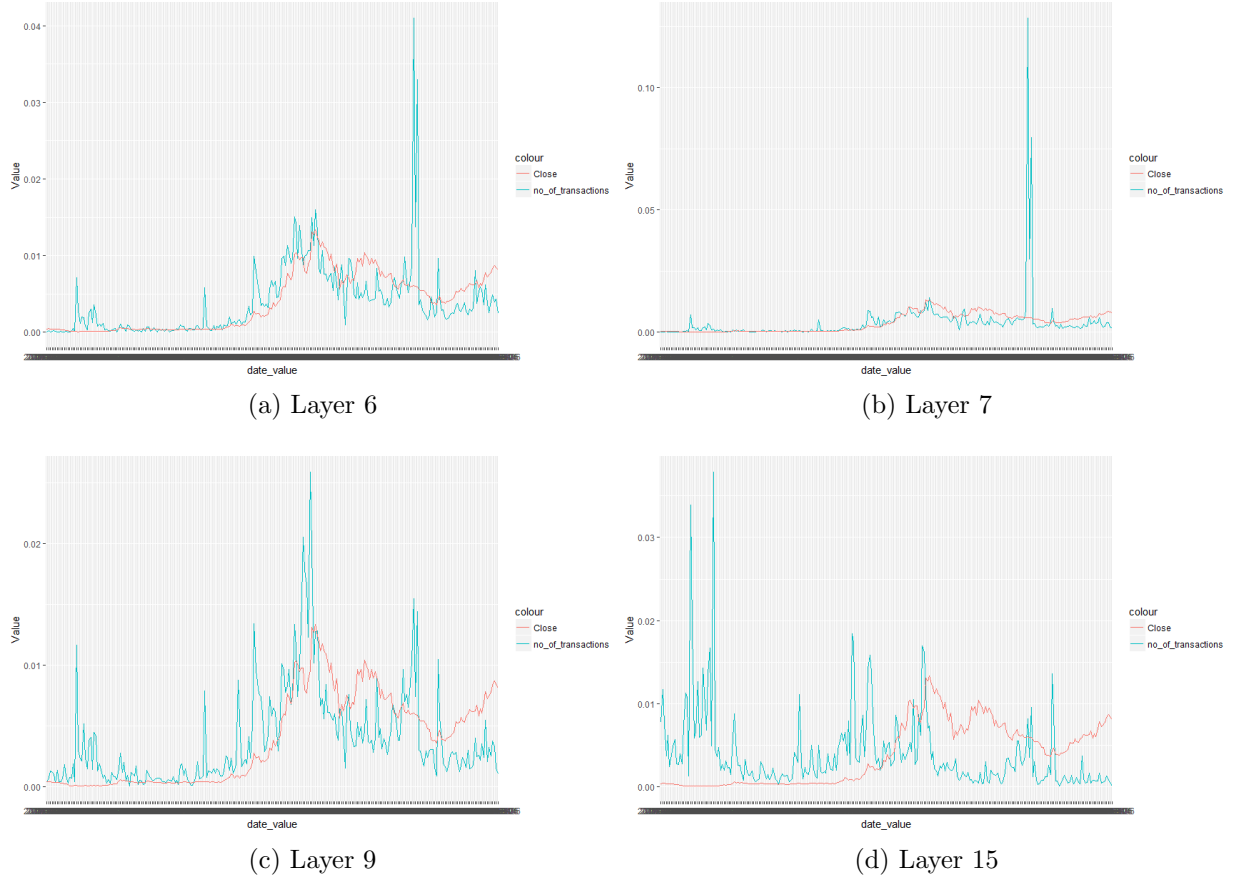 0.04
0.03
0.02
0.01
0.00
Value
date_value
colour
Close
no_of_transactions
(a) Layer 6
0.10
0.05
0.00
Value
date_value
colour
Close
no_of_transactions
(b) Layer 7
0.02
0.01
0.00
Value
date_value
colour
Close
no_of_transactions
(c) Layer 9
0.03
0.02
0.01
0.00
Value
date_value
colour
Close
no_of_transactions
(d) Layer 15